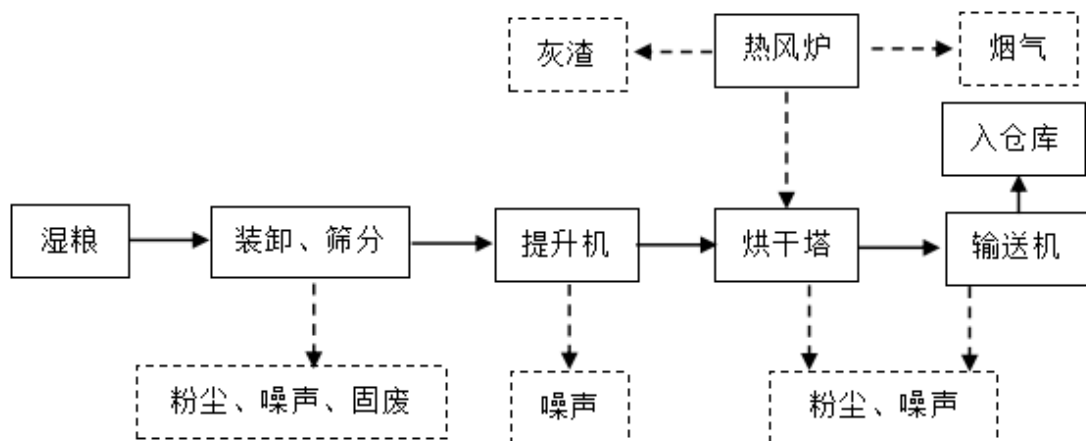 灰渣
热风炉
烟气
入仓库
湿粮
装卸、筛分
提升机
烘干塔
输送机
粉尘、噪声、固废
噪声
粉尘、噪声